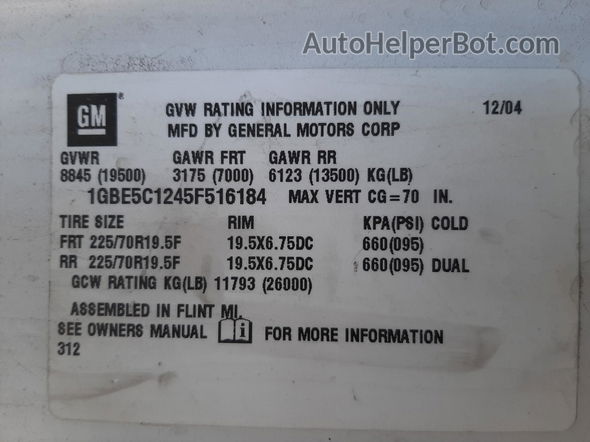 AutoHelperBot.com
GM® GVW RATING INFORMATION ONLY 12/04
MFD BY GENERAL MOTORS CORP
GVWR GAWR FRT GAWR RR
8845 (19500) 3175 (7000) 6123 (13500) KG(LB)
1GBE5C1245F516184 MAX VERT CG=70 IN.
TIRE SIZE RIM KPA(PSI) COLD
FRT 225/70R19.5F 19.5X6.75DC 660(095)
RR 225/70R19.5F 19.5X6.75DC 660(095) DUAL
GCW RATING KG(LB) 11793 (26000)
ASSEMBLED IN FLINT MI.
SEE OWNERS MANUAL i FOR MORE INFORMATION
312